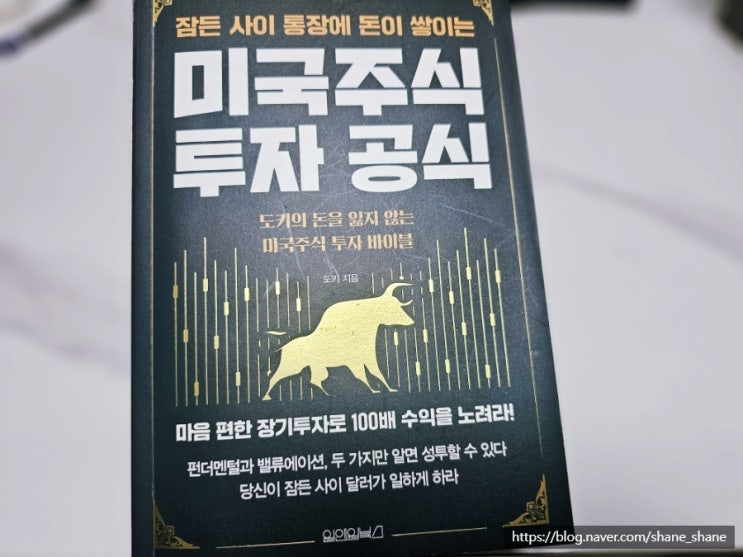 잠든 사이 통장에 돈이 쌓이는
미국주식
투자 공식
도키의 돈을 잃지 않는
미국주식 투자 바이블
도키 지음
마음 편한 장기투자로 100배 수익을 노려라!
펀더멘털과 밸류에이션, 두 가지만 알면 성투할 수 있다
당신이 잠든 사이 달러가 일하게 하라
원앤원북스
https://blog.naver.com/shane_shane